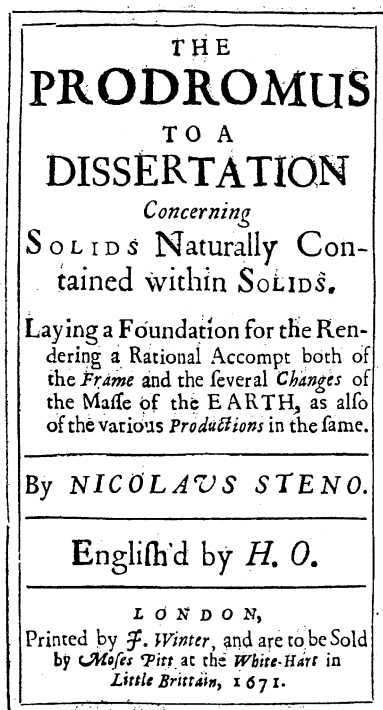 THE
PRODROMUS
TO A
DISSERTATION
Concerning
SOLIDS Naturally Con-
tained within SOLIDS.
Laying a Foundation for the Ren-
dering a Rational Accompt both of
the Frame and the ſeveral Changes of
the Maſſe of the EARTH, as alſo
of the various Productions in the ſame.
By NICOLAVS STENO.
Engliſh'd by H. O.
LONDON,
Printed by F. Winter, and are to be Sold
by Moſes Pitt at the White-Hart in
Little Brittain, 1671.